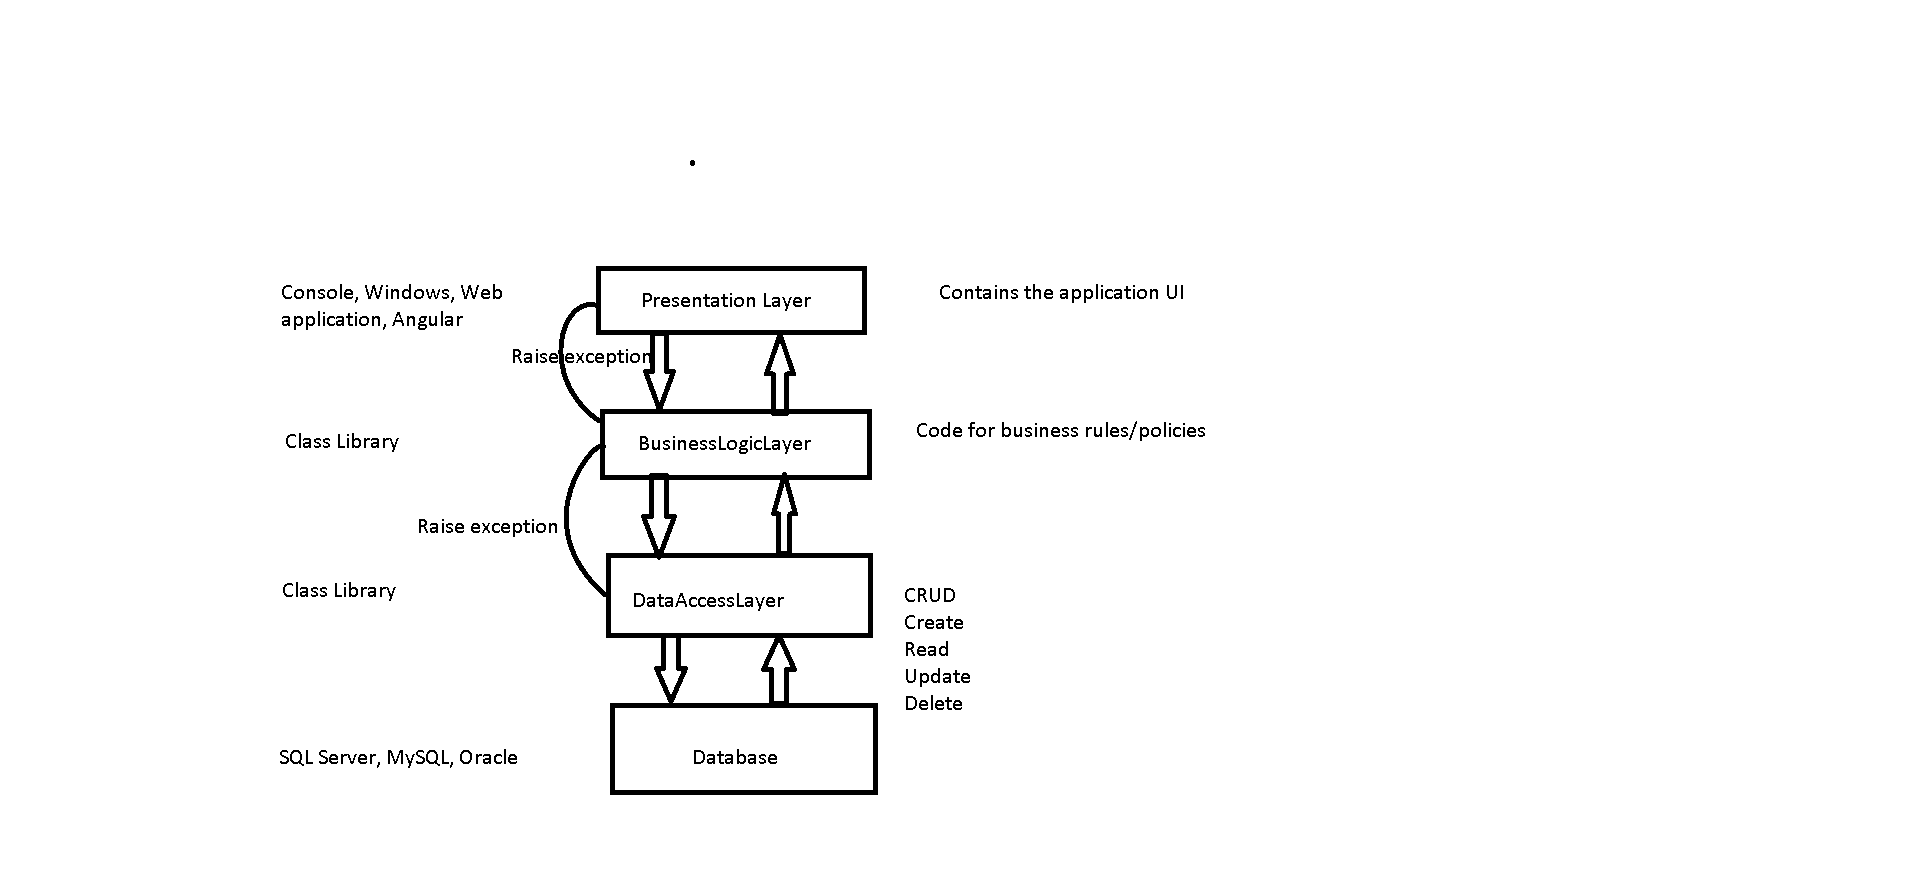 Console, Windows, Web
application, Angular
Presentation Layer
Contains the application UI
Raise exception
Class Library
BusinessLogicLayer
Code for business rules/policies
Raise exception
Class Library
DataAccessLayer
CRUD
Create
Read
Update
Delete
SQL Server, MySQL, Oracle
Database